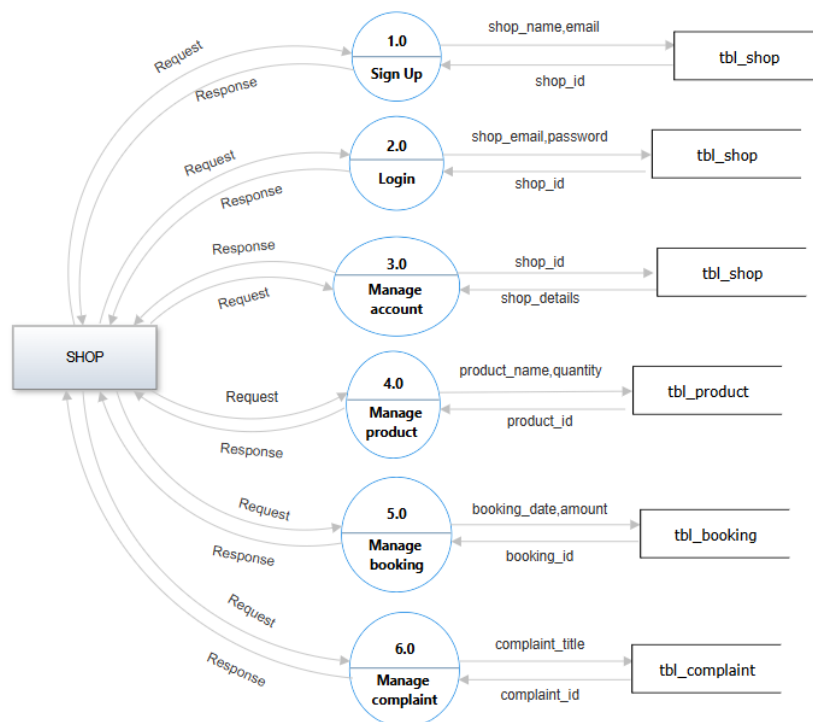 1.0
Sign Up
Request
Response
shop_name,email
shop_id
tbl_shop
2.0
Login
Request
Response
shop_email,password
shop_id
tbl_shop
3.0
Manage
account
Response
Request
shop_id
shop_details
tbl_shop
SHOP
4.0
Manage
product
Request
Response
product_name,quantity
product_id
tbl_product
5.0
Manage
booking
Request
Response
booking_date,amount
booking_id
tbl_booking
6.0
Manage
complaint
Request
Response
complaint_title
complaint_id
tbl_complaint